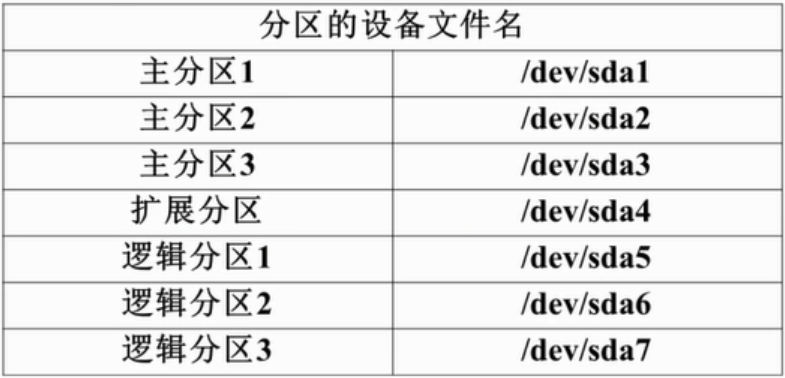 分区的设备文件名
主分区1 /dev/sda1
主分区2 /dev/sda2
主分区3 /dev/sda3
扩展分区 /dev/sda4
逻辑分区1 /dev/sda5
逻辑分区2 /dev/sda6
逻辑分区3 /dev/sda7